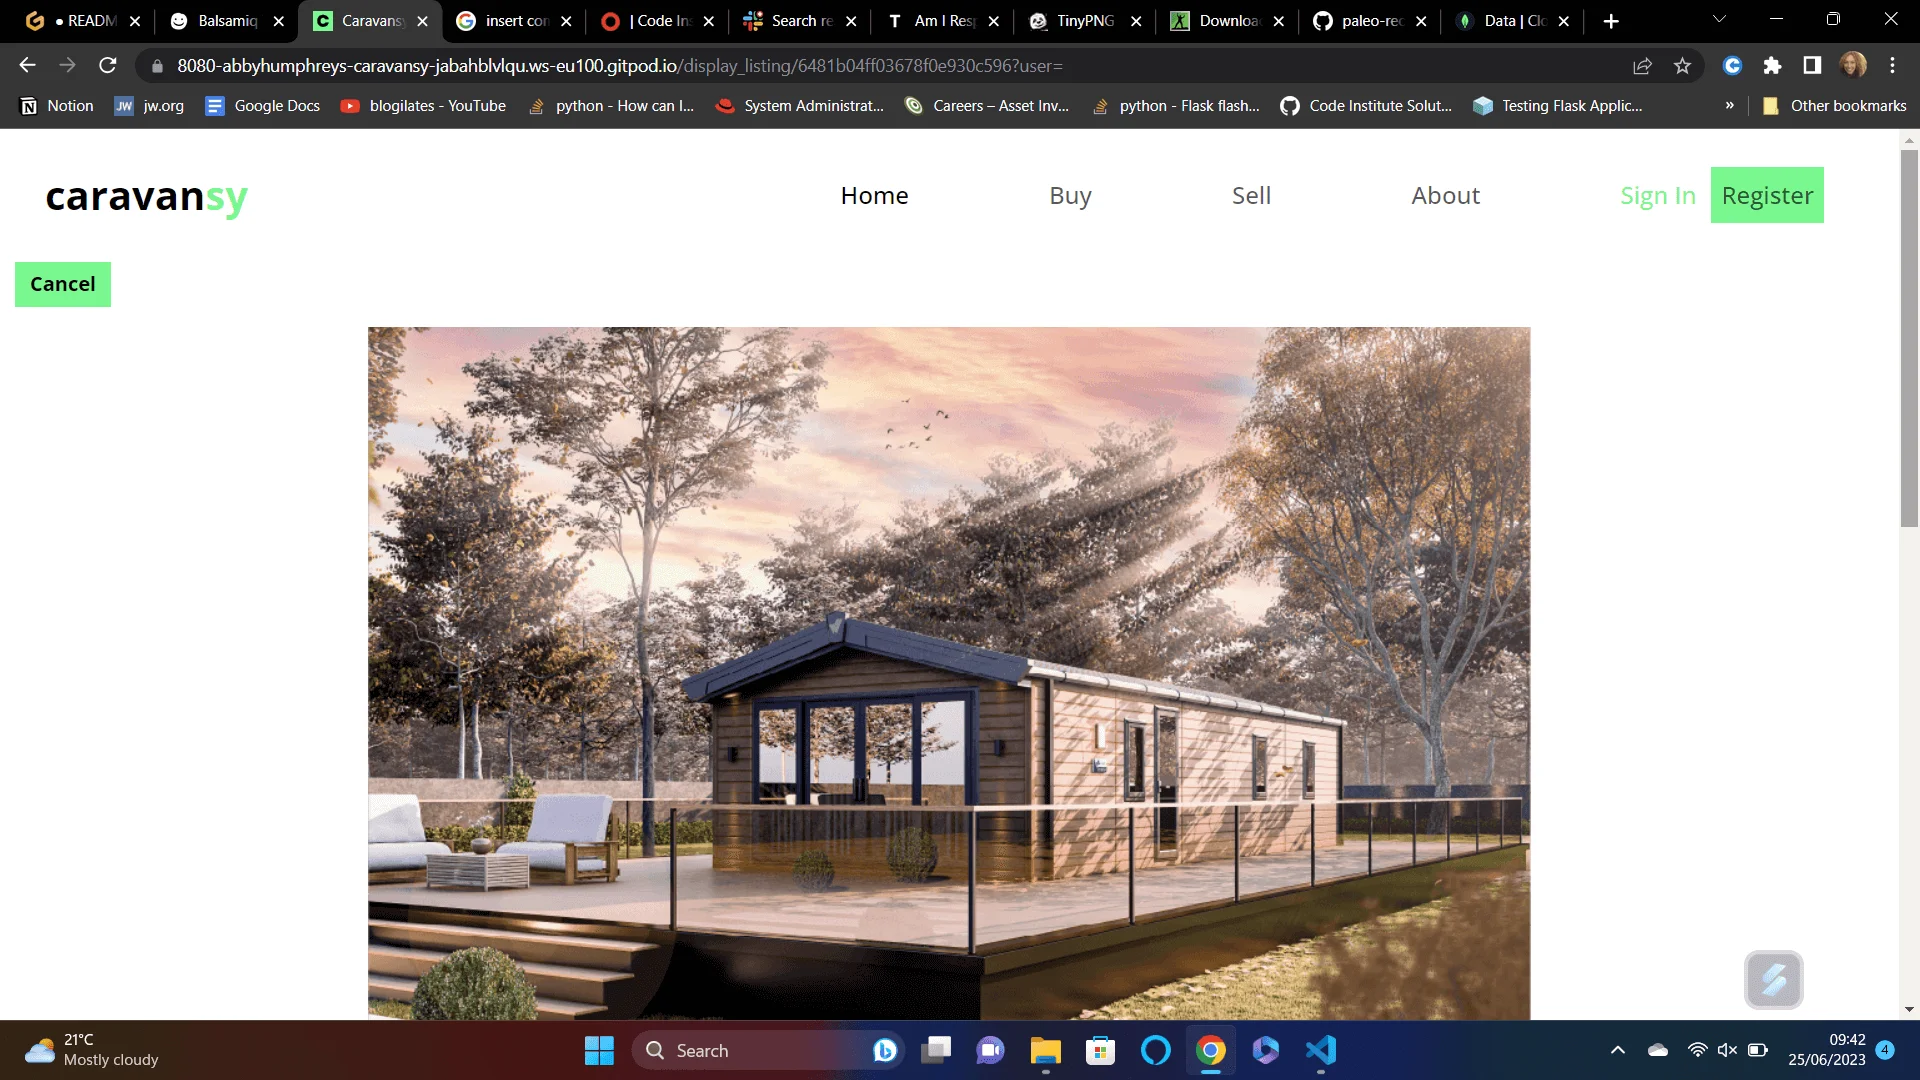 READM
Balsamiq
Caravans
insert con
| Code Ins
Search re
Am I Resp
TinyPNG
Downloa
paleo-rec
Data | Clo
8080-abbyhumphreys-caravansy-jabahblvlqu.ws-eu100.gitpod.io/display_listing/6481b04ff03678f0e930c596?user=
Notion
JW jw.org
Google Docs
blogilates - YouTube
python - How can I...
System Administrat...
Careers – Asset Inv...
python - Flask flash...
Code Institute Solut...
Testing Flask Applic...
»
Other bookmarks
caravansy
Home
Buy
Sell
About
Sign In
Register
Cancel
21°C
Mostly cloudy
Search
09:42
25/06/2023
4